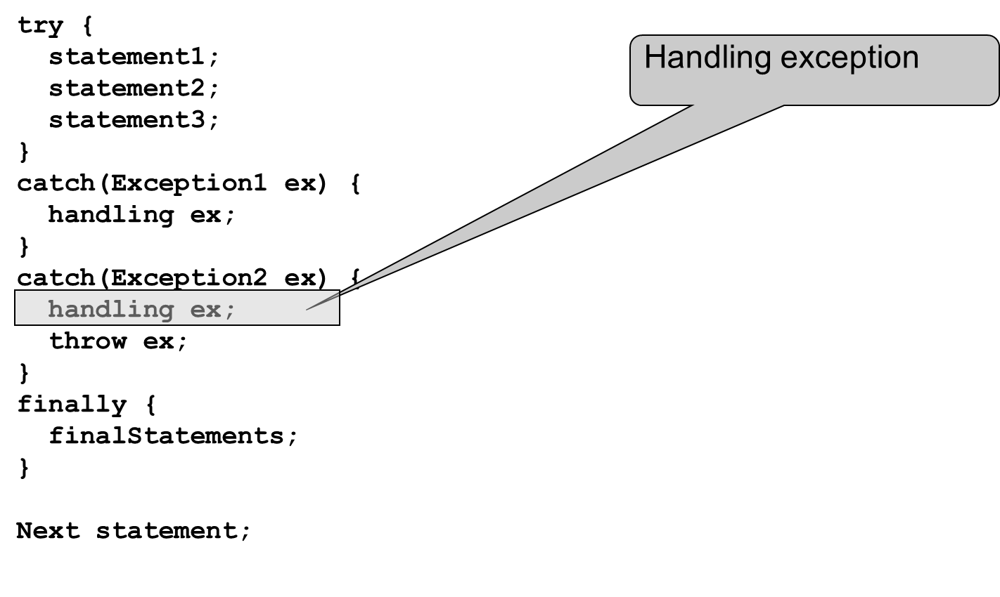 try {
  statement1;
  statement2;
  statement3;
}
catch(Exception1 ex) {
  handling ex;
}
catch(Exception2 ex) {
  handling ex;
  throw ex;
}
finally {
  finalStatements;
}
Next statement;
Handling exception